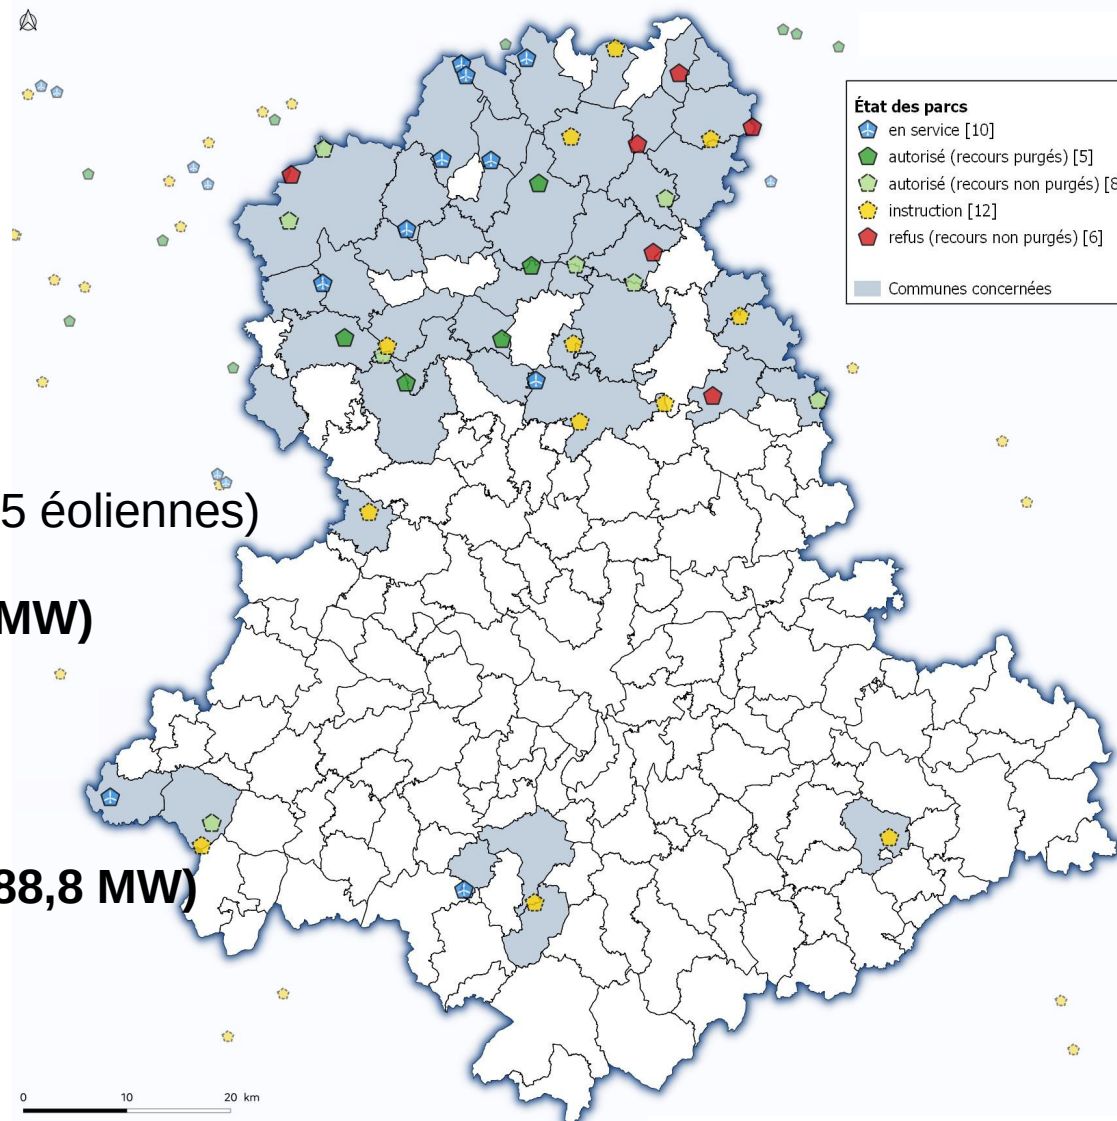 État des parcs
en service [10]
autorisé (recours purgés) [5]
autorisé (recours non purgés) [8
instruction [12]
refus (recours non purgés) [6]
Communes concernées
5 éoliennes)
MW)
88,8 MW)
0 10 20 km